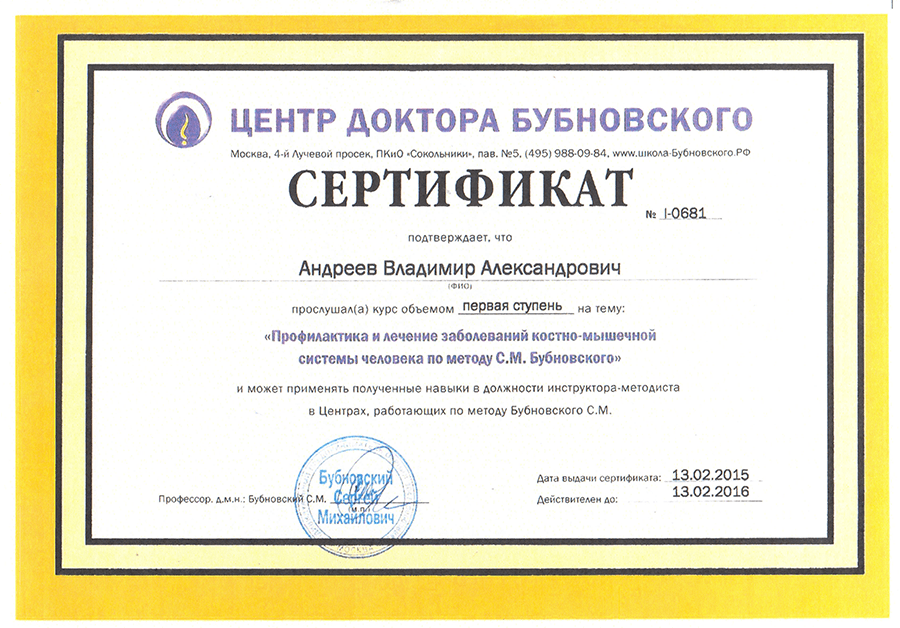 ЦЕНТР ДОКТОРА БУБНОВСКОГО
Москва, 4-й Лучевой просек, ПКиО «Сокольники», пав. №5, (495) 988-09-84, www.школа-Бубновского.РФ
СЕРТИФИКАТ
№ I-0681
подтверждает, что
Андреев Владимир Александрович
(ФИО)
прослушал(а) курс объемом первая ступень на тему:
«Профилактика и лечение заболеваний костно-мышечной
системы человека по методу С.М. Бубновского»
и может применять полученные навыки в должности инструктора-методиста
в Центрах, работающих по методу Бубновского С.М.
Дата выдачи сертификата: 13.02.2015
Действителен до: 13.02.2016
Профессор, д.м.н.: Бубновский С.М.
(м.п.)
Бубновский
Сергей
Михайлович
МОСКВА